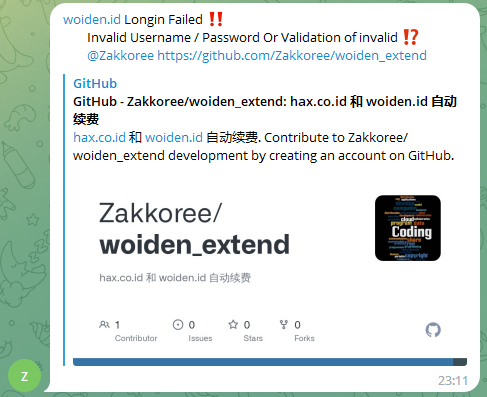 woiden.id Longin Failed ‼️
Invalid Username / Password Or Validation of invalid ⁉️
@Zakkoree https://github.com/Zakkoree/woiden_extend
GitHub
GitHub - Zakkoree/woiden_extend: hax.co.id 和 woiden.id 自动
续费
hax.co.id 和 woiden.id 自动续费. Contribute to Zakkoree/
woiden_extend development by creating an account on GitHub.
Zakkoree/
woiden_extend
hax.co.id 和 woiden.id 自动续费
1
Contributor
0
Issues
0
Stars
0
Forks
Coding
program
data
copyright
Z
23:11